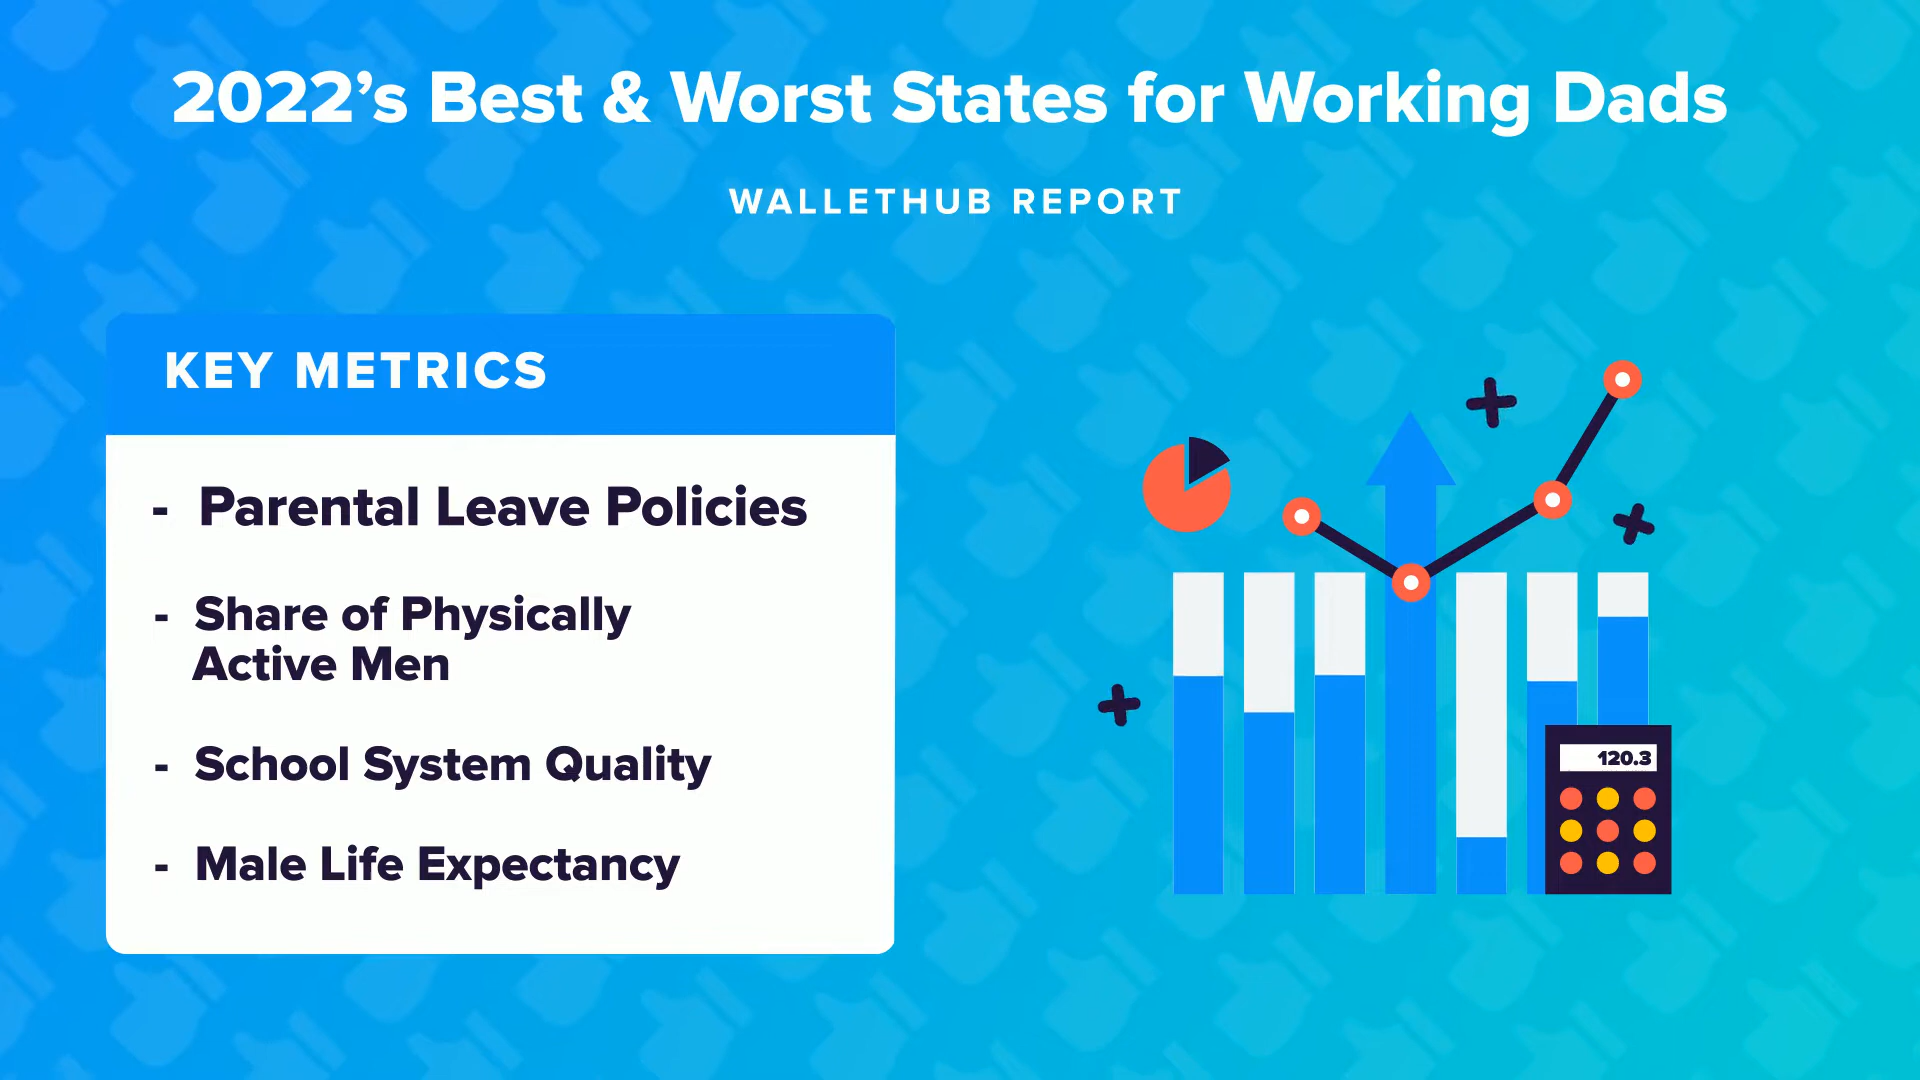 2022’s Best & Worst States for Working Dads
WALLETHUB REPORT
KEY METRICS
- Parental Leave Policies
- Share of Physically
Active Men
- School System Quality
- Male Life Expectancy
120.3